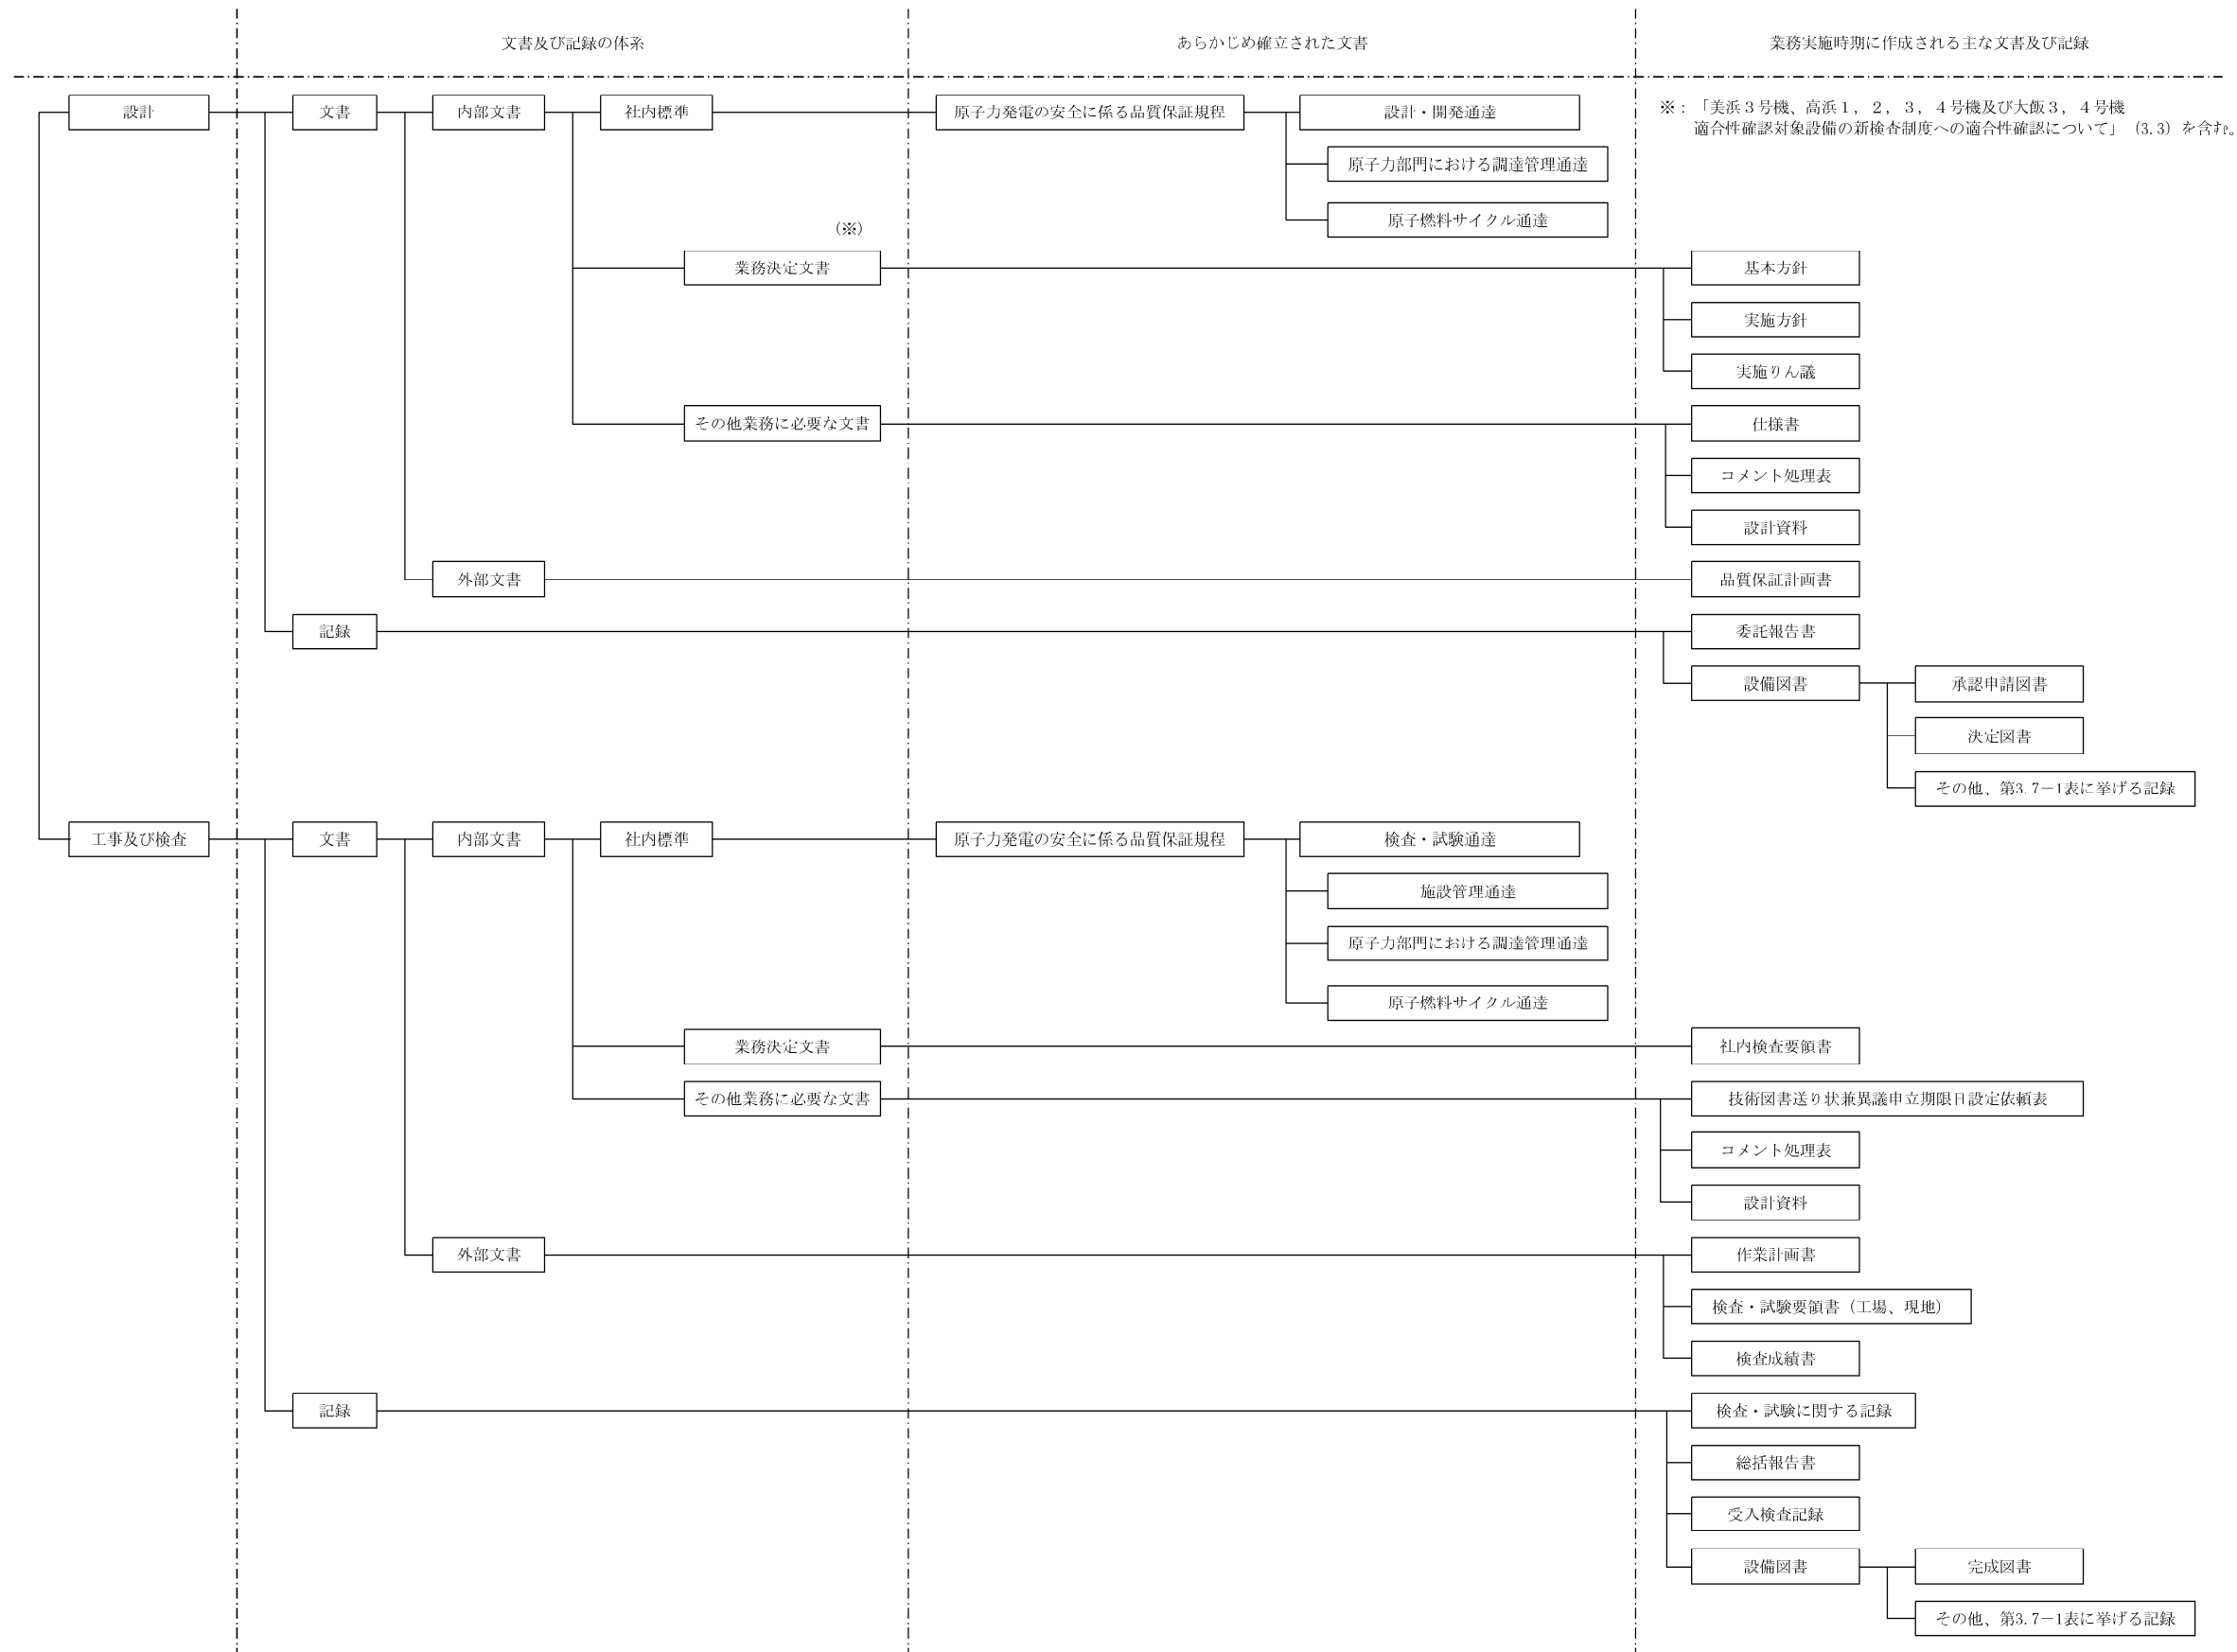 文書及び記録の体系
あらかじめ確立された文書
業務実施時期に作成される主な文書及び記録
設計
文書
内部文書
社内標準
原子力発電の安全に係る品質保証規程
設計・開発通達
※：「美浜３号機、高浜１，２，３，４号機及び大飯３，４号機
適合性確認対象設備の新検査制度への適合性確認について」（3.3）を含む。
原子力部門における調達管理通達
原子燃料サイクル通達
（※）
業務決定文書
基本方針
実施方針
実施りん議
その他業務に必要な文書
仕様書
コメント処理表
設計資料
外部文書
品質保証計画書
記録
委託報告書
設備図書
承認申請図書
決定図書
その他、第3.7－1表に挙げる記録
工事及び検査
文書
内部文書
社内標準
原子力発電の安全に係る品質保証規程
検査・試験通達
施設管理通達
原子力部門における調達管理通達
原子燃料サイクル通達
業務決定文書
社内検査要領書
その他業務に必要な文書
技術図書送り状兼異議申立期限日設定依頼表
コメント処理表
設計資料
外部文書
作業計画書
検査・試験要領書（工場、現地）
検査成績書
記録
検査・試験に関する記録
総括報告書
受入検査記録
設備図書
完成図書
その他、第3.7－1表に挙げる記録